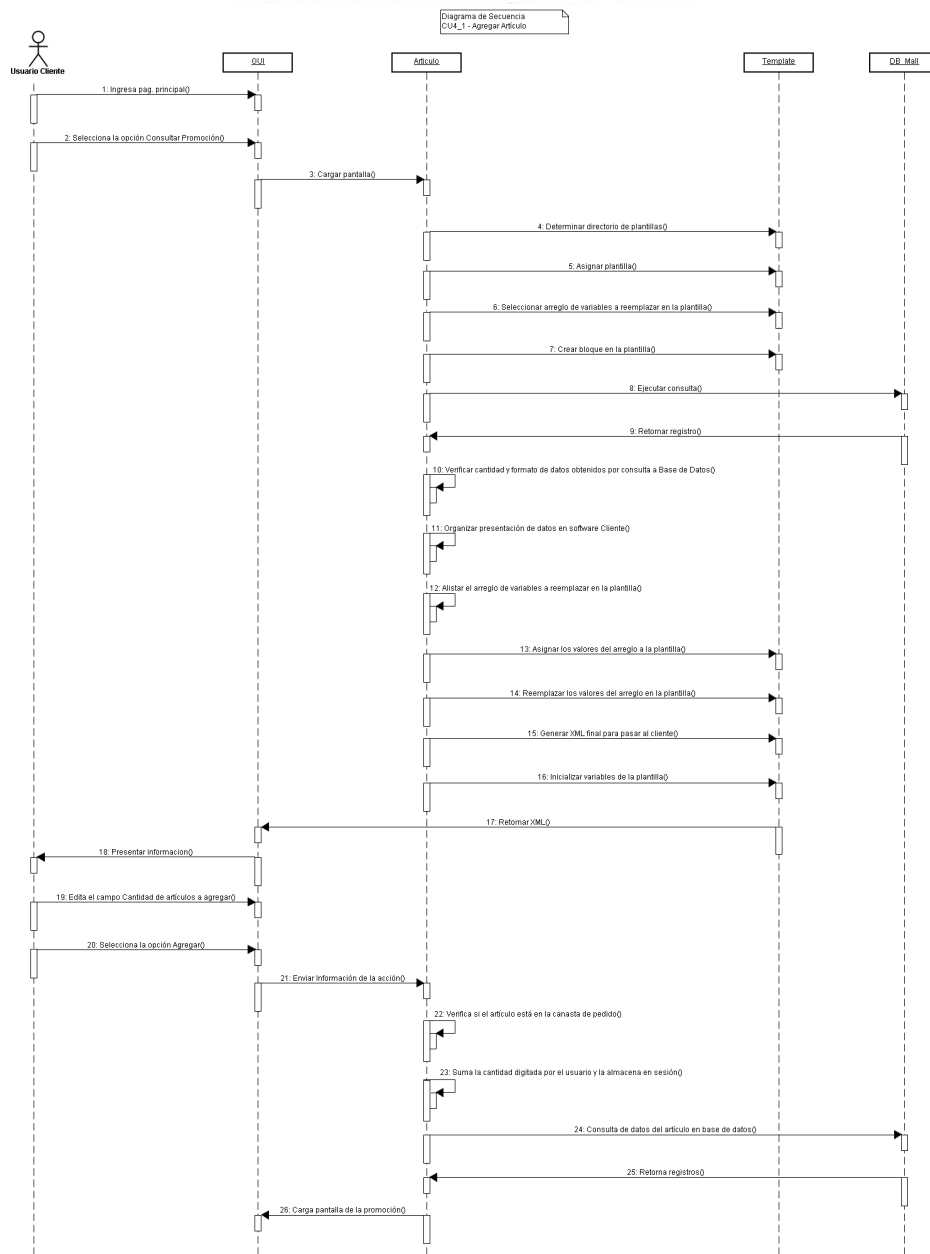 Diagrama de Secuencia
CU4_1 - Agregar Artículo
Usuario Cliente
GUI
Articulo
Template
DB_Mall
1: Ingresa pag. principal()
2: Selecciona la opción Consultar Promoción()
3: Cargar pantalla()
4: Determinar directorio de plantillas()
5: Asignar plantilla()
6: Seleccionar arreglo de variables a reemplazar en la plantilla()
7: Crear bloque en la plantilla()
8: Ejecutar consulta()
9: Retornar registro()
10: Verificar cantidad y formato de datos obtenidos por consulta a Base de Datos()
11: Organizar presentación de datos en software Cliente()
12: Alistar el arreglo de variables a reemplazar en la plantilla()
13: Asignar los valores del arreglo a la plantilla()
14: Reemplazar los valores del arreglo en la plantilla()
15: Generar XML final para pasar al cliente()
16: Inicializar variables de la plantilla()
17: Retornar XML()
18: Presentar informacion()
19: Edita el campo Cantidad de artículos a agregar()
20: Selecciona la opción Agregar()
21: Enviar Información de la acción()
22: Verifica si el artículo está en la canasta de pedido()
23: Suma la cantidad digitada por el usuario y la almacena en sesión()
24: Consulta de datos del artículo en base de datos()
25: Retorna registros()
26: Carga pantalla de la promoción()